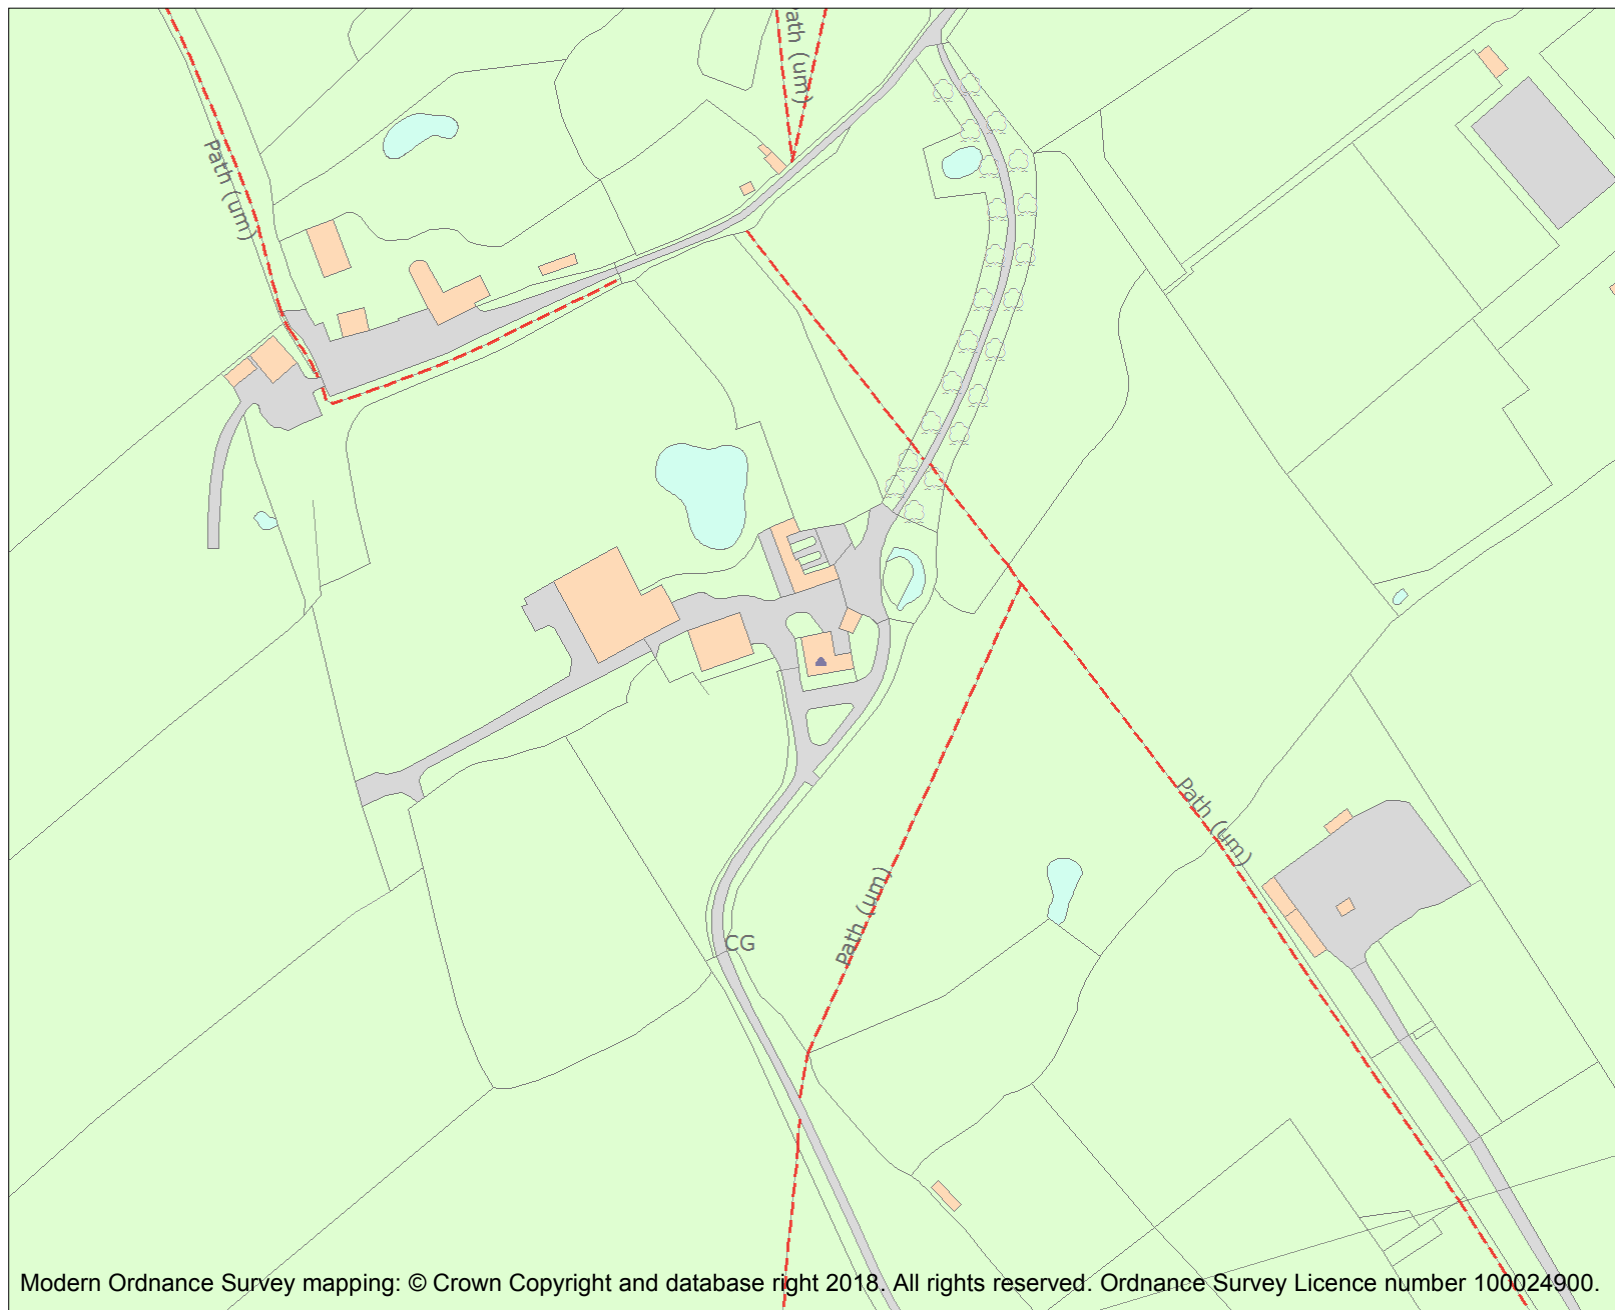 Path (um)
Path (um)
Path (um)
Path (um)
CG
Modern Ordnance Survey mapping: © Crown Copyright and database right 2018. All rights reserved. Ordnance Survey Licence number 100024900.